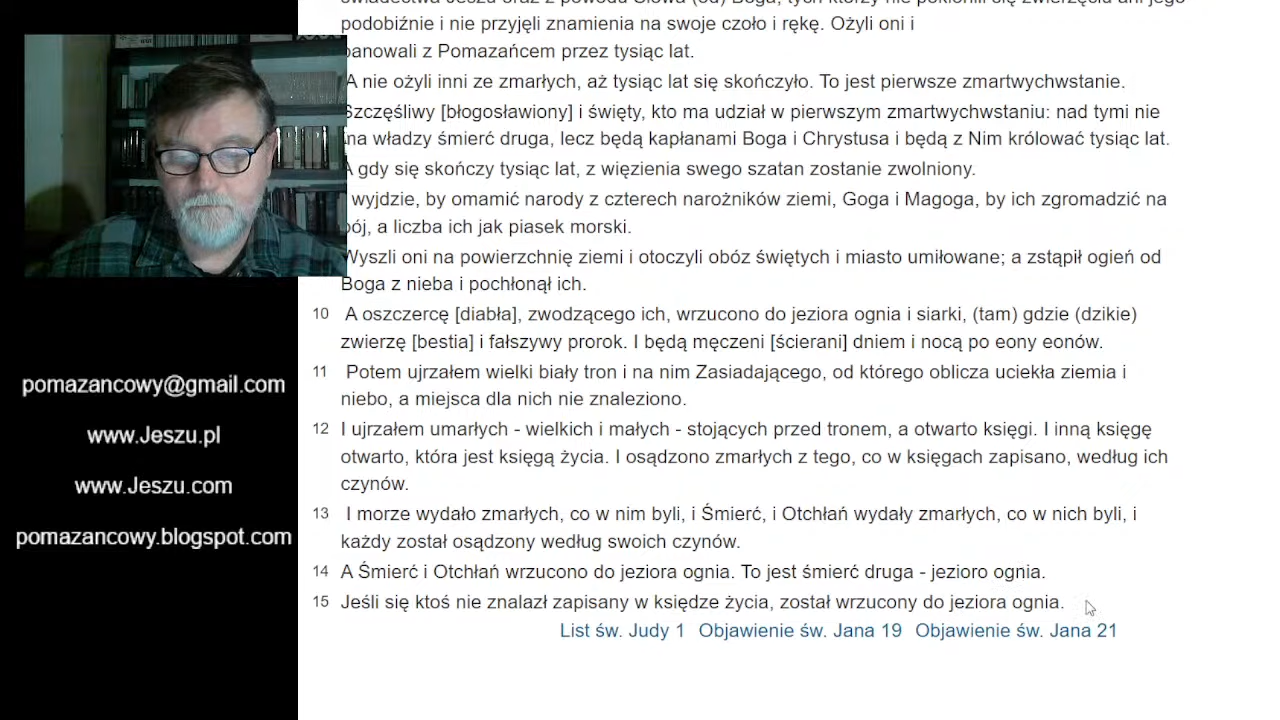 podobiźnie i nie przyjęli znamienia na swoje czoło i rękę. Ożyli oni i
panowali z Pomazańcem przez tysiąc lat.
A nie ożyli inni ze zmarłych, aż tysiąc lat się skończyło. To jest pierwsze zmartwychwstanie.
Szczęśliwy [błogosławiony] i święty, kto ma udział w pierwszym zmartwychwstaniu: nad tymi nie
ma władzy śmierć druga, lecz będą kapłanami Boga i Chrystusa i będą z Nim królować tysiąc lat.
A gdy się skończy tysiąc lat, z więzienia swego szatan zostanie zwolniony.
wyjdzie, by omamić narody z czterech narożników ziemi, Goga i Magoga, by ich zgromadzić na
bój, a liczba ich jak piasek morski.
Wyszli oni na powierzchnię ziemi i otoczyli obóz świętych i miasto umiłowane; a zstąpił ogień od
Boga z nieba i pochłonął ich.
10 A oszczercę [diabła], zwodzącego ich, wrzucono do jeziora ognia i siarki, (tam) gdzie (dzikie)
zwierzę [bestia] i fałszywy prorok. I będą męczeni [ścierani] dniem i nocą po eony eonów.
11 Potem ujrzałem wielki biały tron i na nim Zasiadającego, od którego oblicza uciekła ziemia i
niebo, a miejsca dla nich nie znaleziono.
12 I ujrzałem umarłych - wielkich i małych - stojących przed tronem, a otwarto księgi. I inną księgę
otwarto, która jest księgą życia. I osądzono zmarłych z tego, co w księgach zapisano, według ich
czynów.
13 I morze wydało zmarłych, co w nim byli, i Śmierć, i Otchłań wydały zmarłych, co w nich byli, i
każdy został osądzony według swoich czynów.
14 A Śmierć i Otchłań wrzucono do jeziora ognia. To jest śmierć druga - jezioro ognia.
15 Jeśli się ktoś nie znalazł zapisany w księdze życia, został wrzucony do jeziora ognia.
List św. Judy 1 Objawienie św. Jana 19 Objawienie św. Jana 21
pomazancowy@gmail.com
www.Jeszu.pl
www.Jeszu.com
pomazancowy.blogspot.com